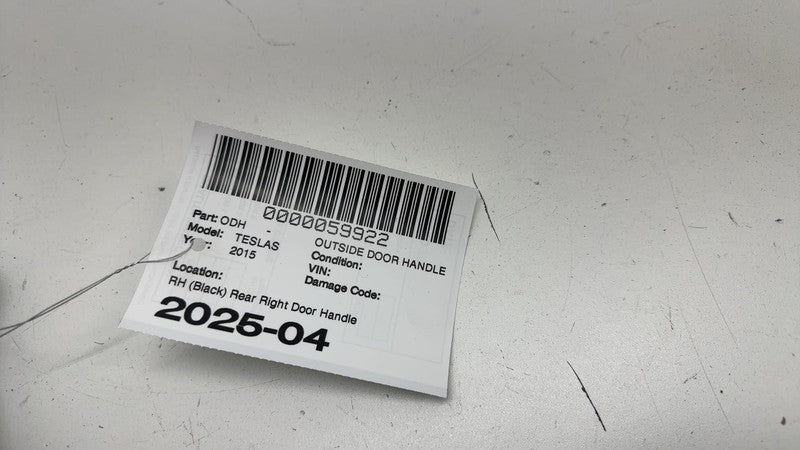 0000059922
Part: ODH - OUTSIDE DOOR HANDLE
Model: TESLAS Condition:
Year: 2015 VIN:
Damage Code:
Location:
RH (Black) Rear Right Door Handle
2025-04